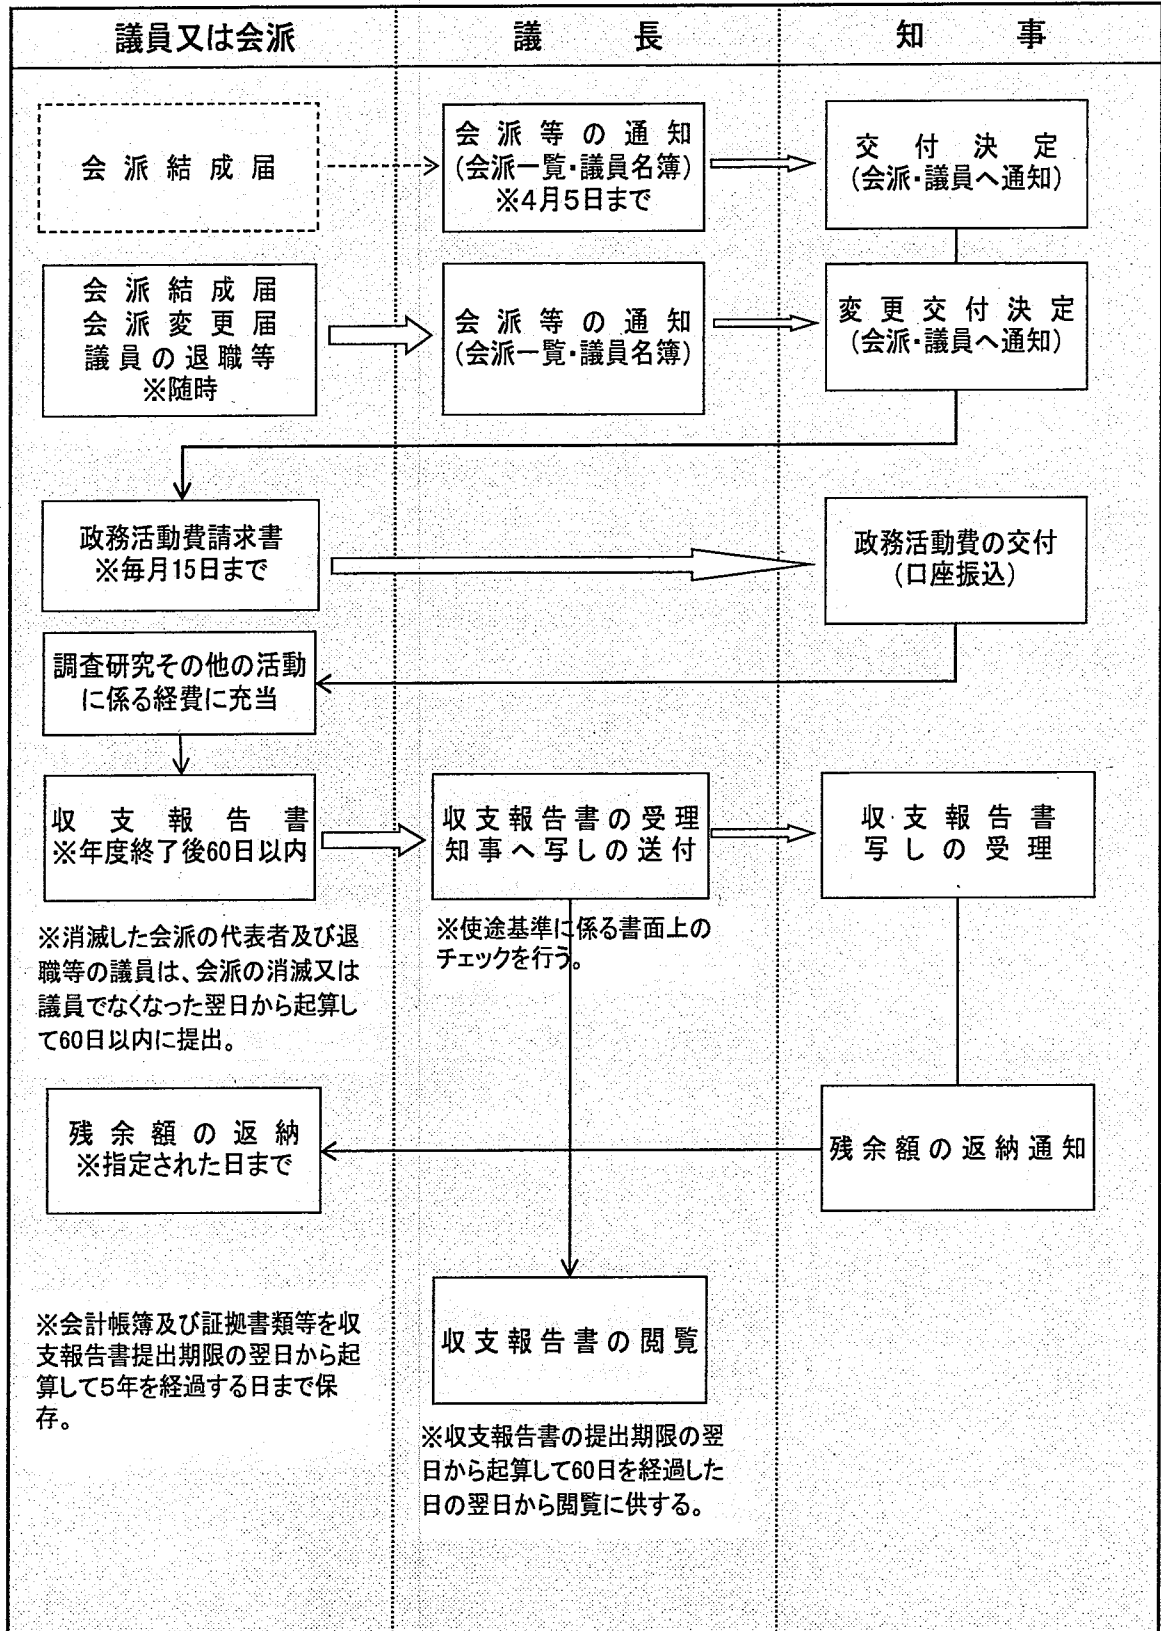 議員又は会派
議長
知事
会派結成届
会派等の通知
(会派一覧・議員名簿)
※4月5日まで
交付決定
(会派・議員へ通知)
会派結成届
会派変更届
議員の退職等
※随時
会派等の通知
(会派一覧・議員名簿)
変更交付決定
(会派・議員へ通知)
政務活動費請求書
※毎月15日まで
政務活動費の交付
(口座振込)
調査研究その他の活動
に係る経費に充当
収支報告書
※年度終了後60日以内
収支報告書の受理
知事へ写しの送付
収支報告書
写しの受理
※消滅した会派の代表者及び退
職等の議員は、会派の消滅又は
議員でなくなった翌日から起算し
て60日以内に提出。
※使途基準に係る書面上の
チェックを行う。
残余額の返納
※指定された日まで
残余額の返納通知
※会計帳簿及び証拠書類等を収
支報告書提出期限の翌日から起
算して5年を経過する日まで保
存。
収支報告書の閲覧
※収支報告書の提出期限の翌
日から起算して60日を経過した
日の翌日から閲覧に供する。